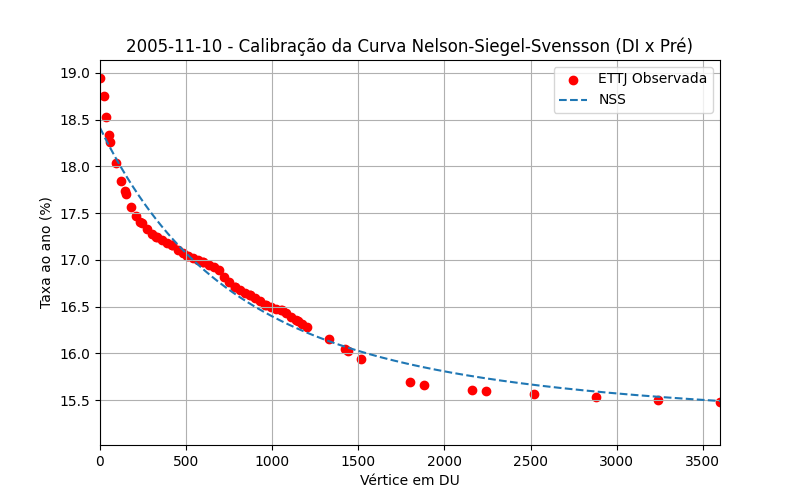 2005-11-10 - Calibração da Curva Nelson-Siegel-Svensson (DI x Pré)
ETTJ Observada
NSS
Taxa ao ano (%)
19.0
18.5
18.0
17.5
17.0
16.5
16.0
15.5
0 500 1000 1500 2000 2500 3000 3500
Vértice em DU